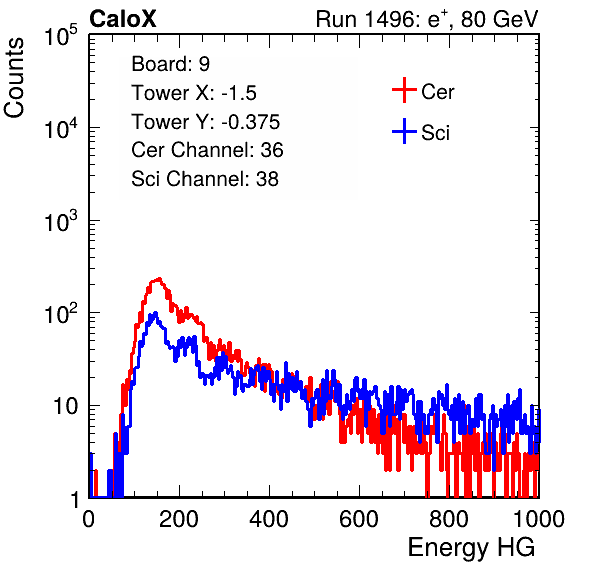 CaloX Run 1496: e⁺, 80 GeV
Counts
10⁵
10⁴
10³
10²
10
1
Board: 9
Tower X: -1.5
Tower Y: -0.375
Cer Channel: 36
Sci Channel: 38
Cer
Sci
0 200 400 600 800 1000
Energy HG